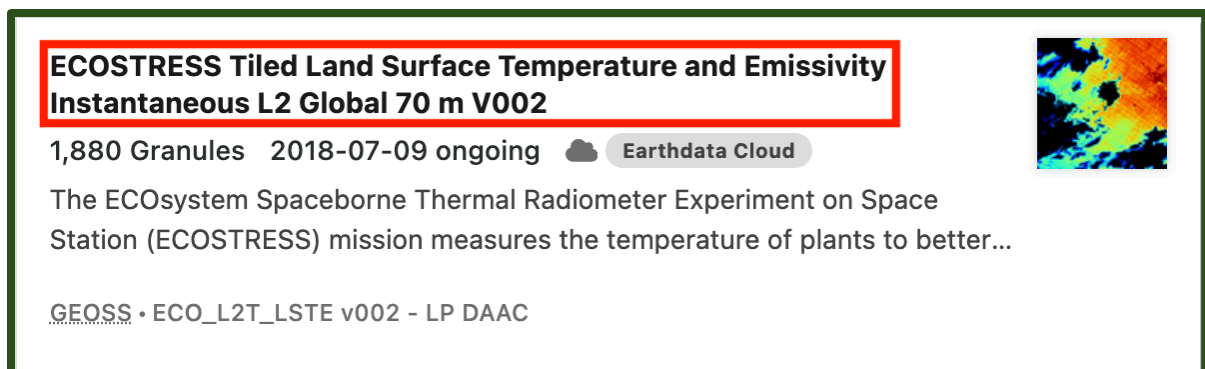 ECOSTRESS Tiled Land Surface Temperature and Emissivity
Instantaneous L2 Global 70 m V002
1,880 Granules 2018-07-09 ongoing Earthdata Cloud
The ECOsystem Spaceborne Thermal Radiometer Experiment on Space
Station (ECOSTRESS) mission measures the temperature of plants to better...
GEOSS • ECO_L2T_LSTE v002 - LP DAAC